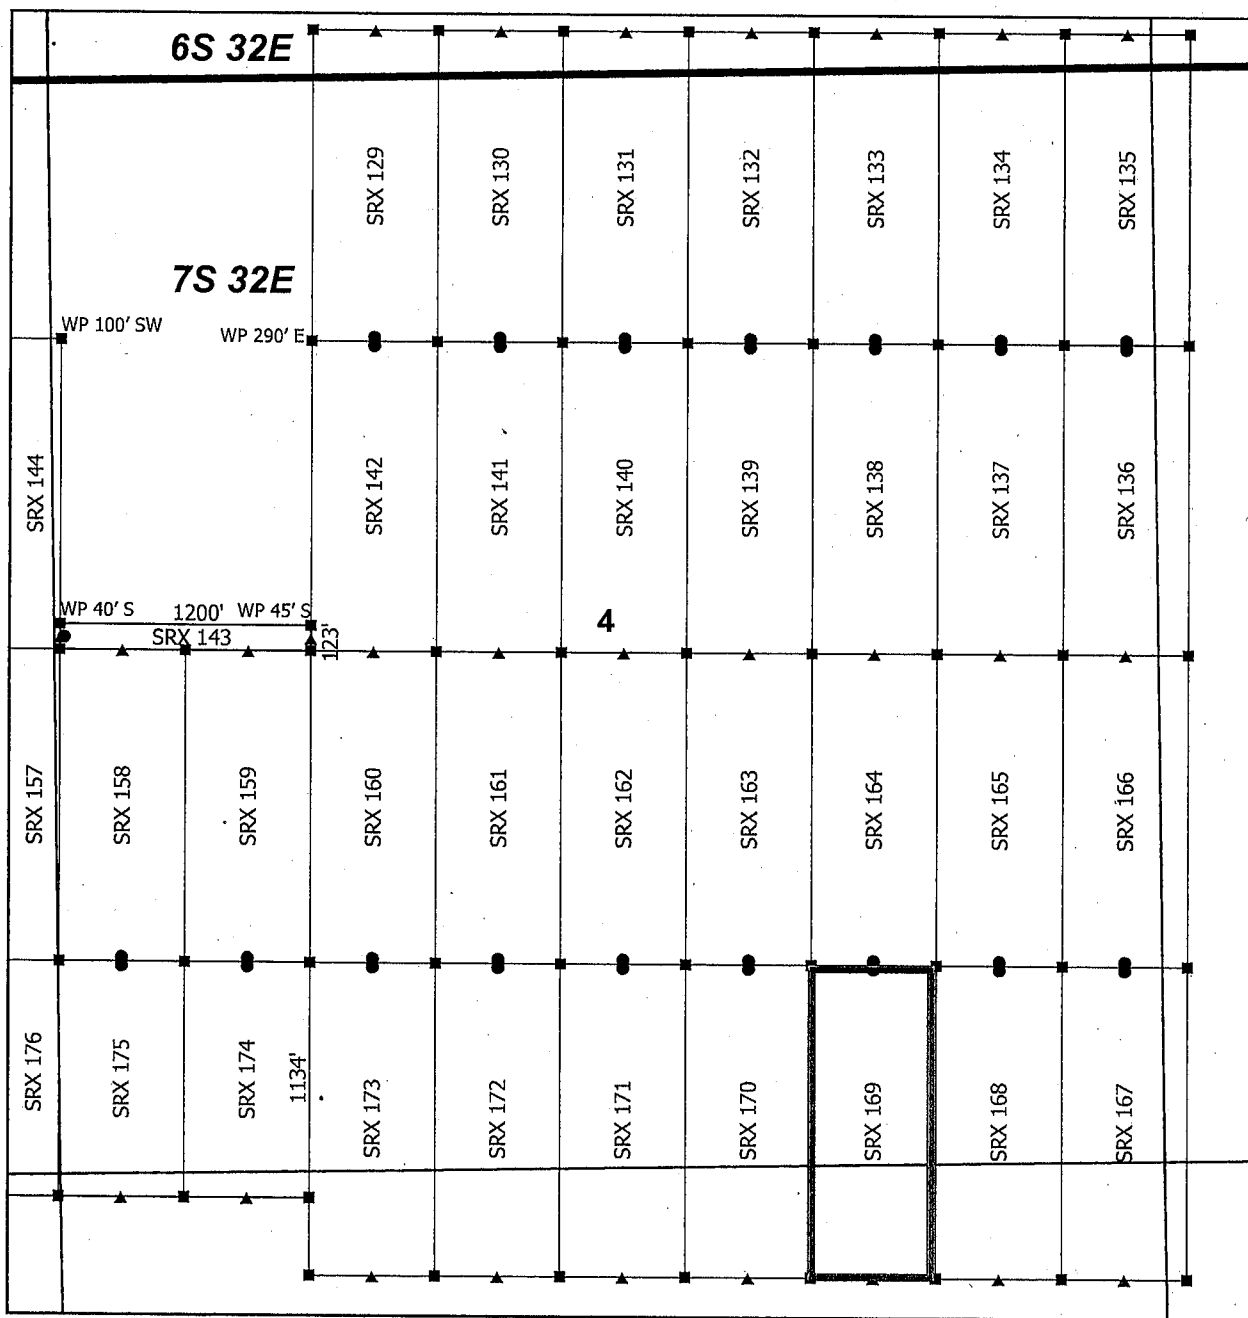 6S 32E
SRX 129
SRX 130
SRX 131
SRX 132
SRX 133
SRX 134
SRX 135
7S 32E
WP 100' SW
WP 290' E
SRX 144
SRX 142
SRX 141
SRX 140
SRX 139
SRX 138
SRX 137
SRX 136
WP 40' S
1200'
WP 45' S
SRX 143
123'
4
SRX 157
SRX 158
SRX 159
SRX 160
SRX 161
SRX 162
SRX 163
SRX 164
SRX 165
SRX 166
SRX 176
SRX 175
SRX 174
1134'
SRX 173
SRX 172
SRX 171
SRX 170
SRX 169
SRX 168
SRX 167